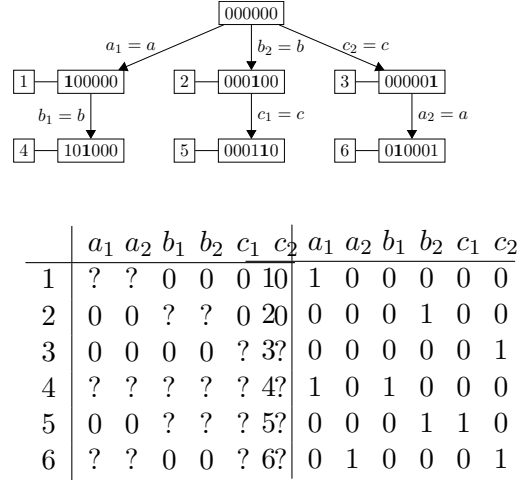 000000
a₁ = a b₂ = b c₂ = c
1 100000 2 000100 3 000001
b₁ = b c₁ = c a₂ = a
4 101000 5 000110 6 010001
a₁ a₂ b₁ b₂ c₁ c₂ a₁ a₂ b₁ b₂ c₁ c₂
1 ? ? 0 0 0 10 1 0 0 0 0 0
2 0 0 ? ? 0 20 0 0 0 1 0 0
3 0 0 0 0 ? 3? 0 0 0 0 0 1
4 ? ? ? ? ? 4? 1 0 1 0 0 0
5 0 0 ? ? ? 5? 0 0 0 1 1 0
6 ? ? 0 0 ? 6? 0 1 0 0 0 1